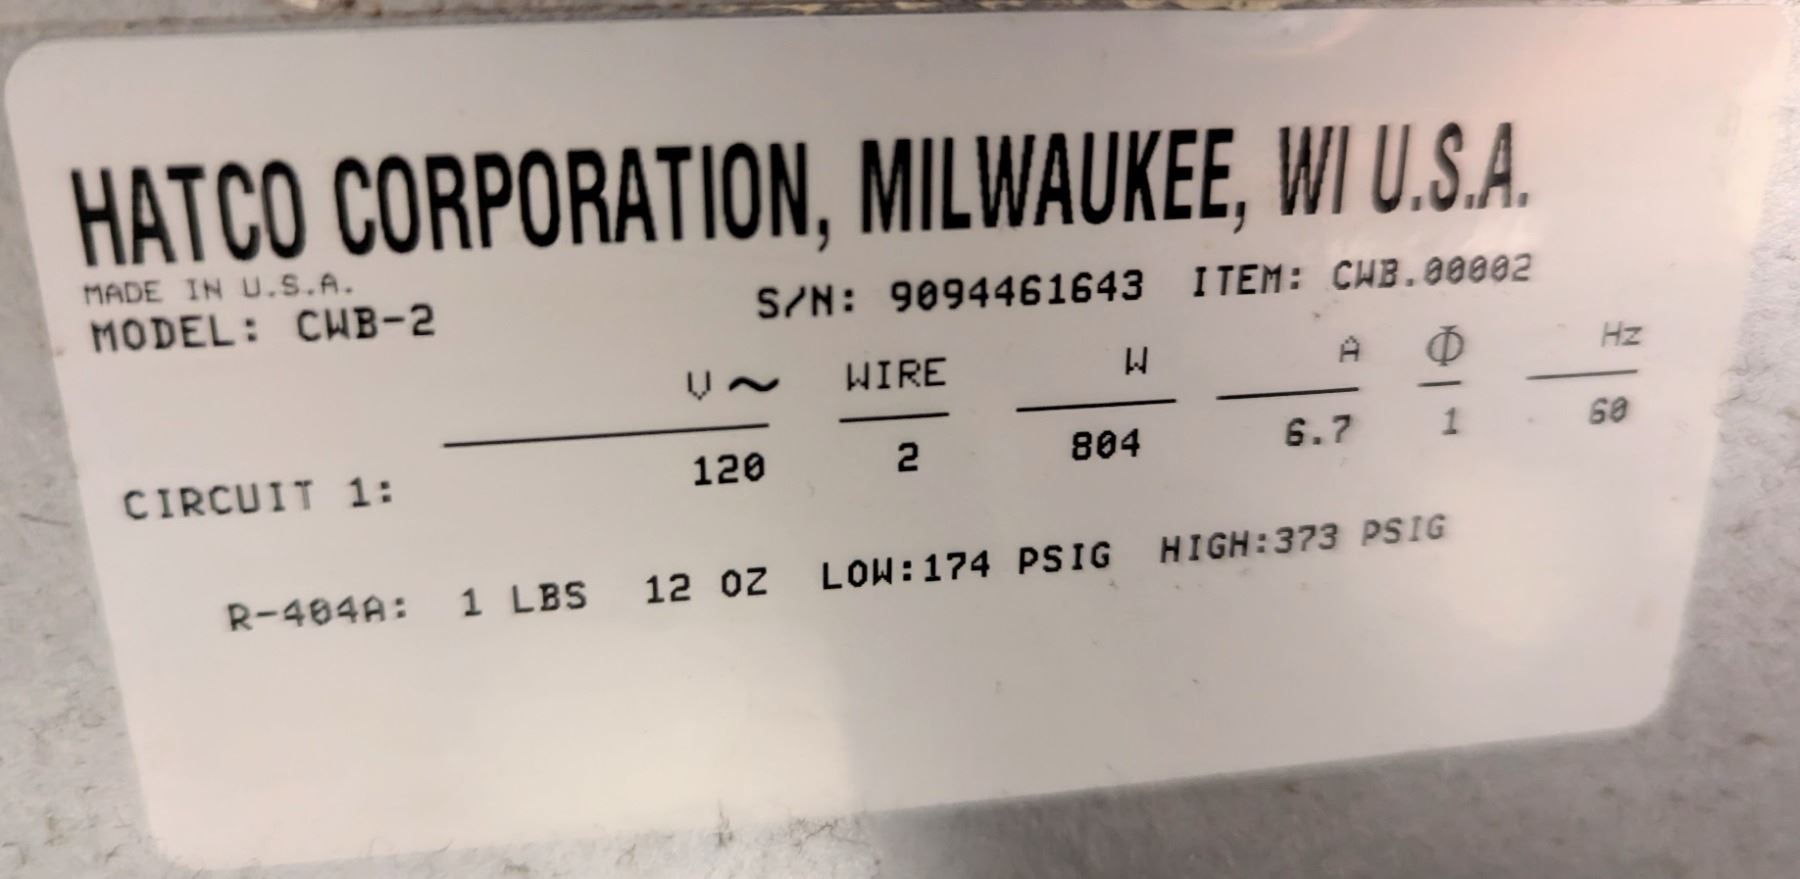 HATCO CORPORATION, MILWAUKEE, WI U.S.A.
MADE IN U.S.A.
MODEL: CWB-2 S/N: 9094461643 ITEM: CWB.00002
V~ WIRE W A Φ Hz
CIRCUIT 1: 120 2 804 6.7 1 60
R-404A: 1 LBS 12 OZ LOW:174 PSIG HIGH:373 PSIG